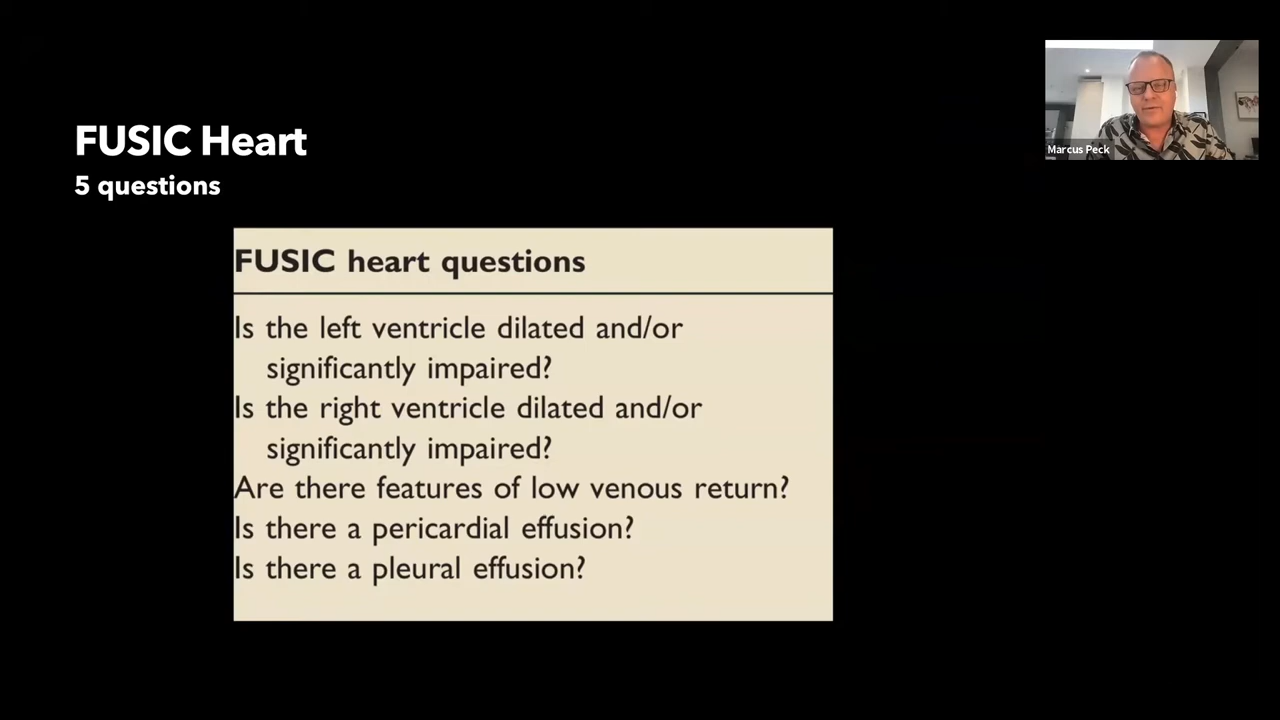 FUSIC Heart
5 questions
Marcus Peck
FUSIC heart questions
Is the left ventricle dilated and/or
significantly impaired?
Is the right ventricle dilated and/or
significantly impaired?
Are there features of low venous return?
Is there a pericardial effusion?
Is there a pleural effusion?